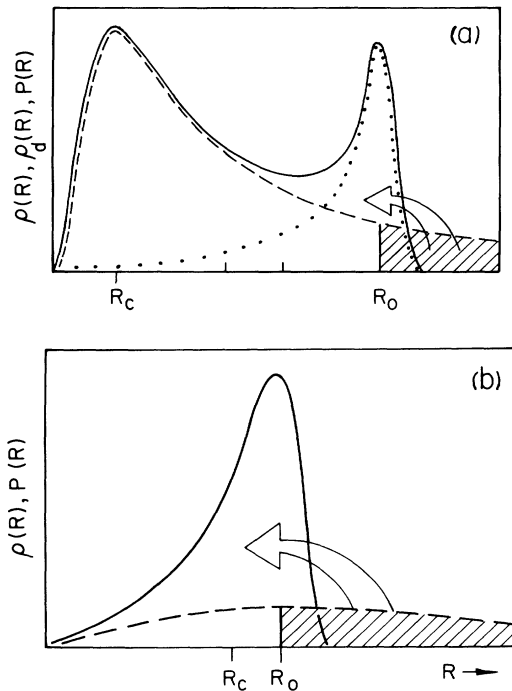 (a)
ρ(R), ρd(R), P(R)
Rc
Ro
(b)
ρ(R), P(R)
Rc
Ro
R →